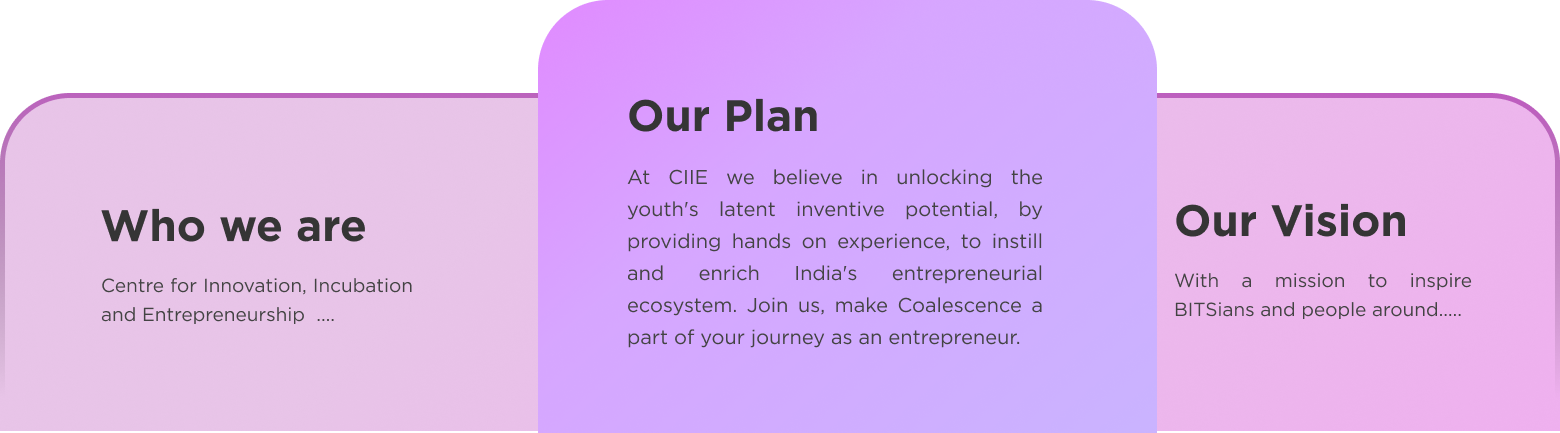 Who we are
Centre for Innovation, Incubation
and Entrepreneurship ....
Our Plan
At CIIE we believe in unlocking the
youth's latent inventive potential, by
providing hands on experience, to instill
and enrich India's entrepreneurial
ecosystem. Join us, make Coalescence a
part of your journey as an entrepreneur.
Our Vision
With a mission to inspire
BITSians and people around.....